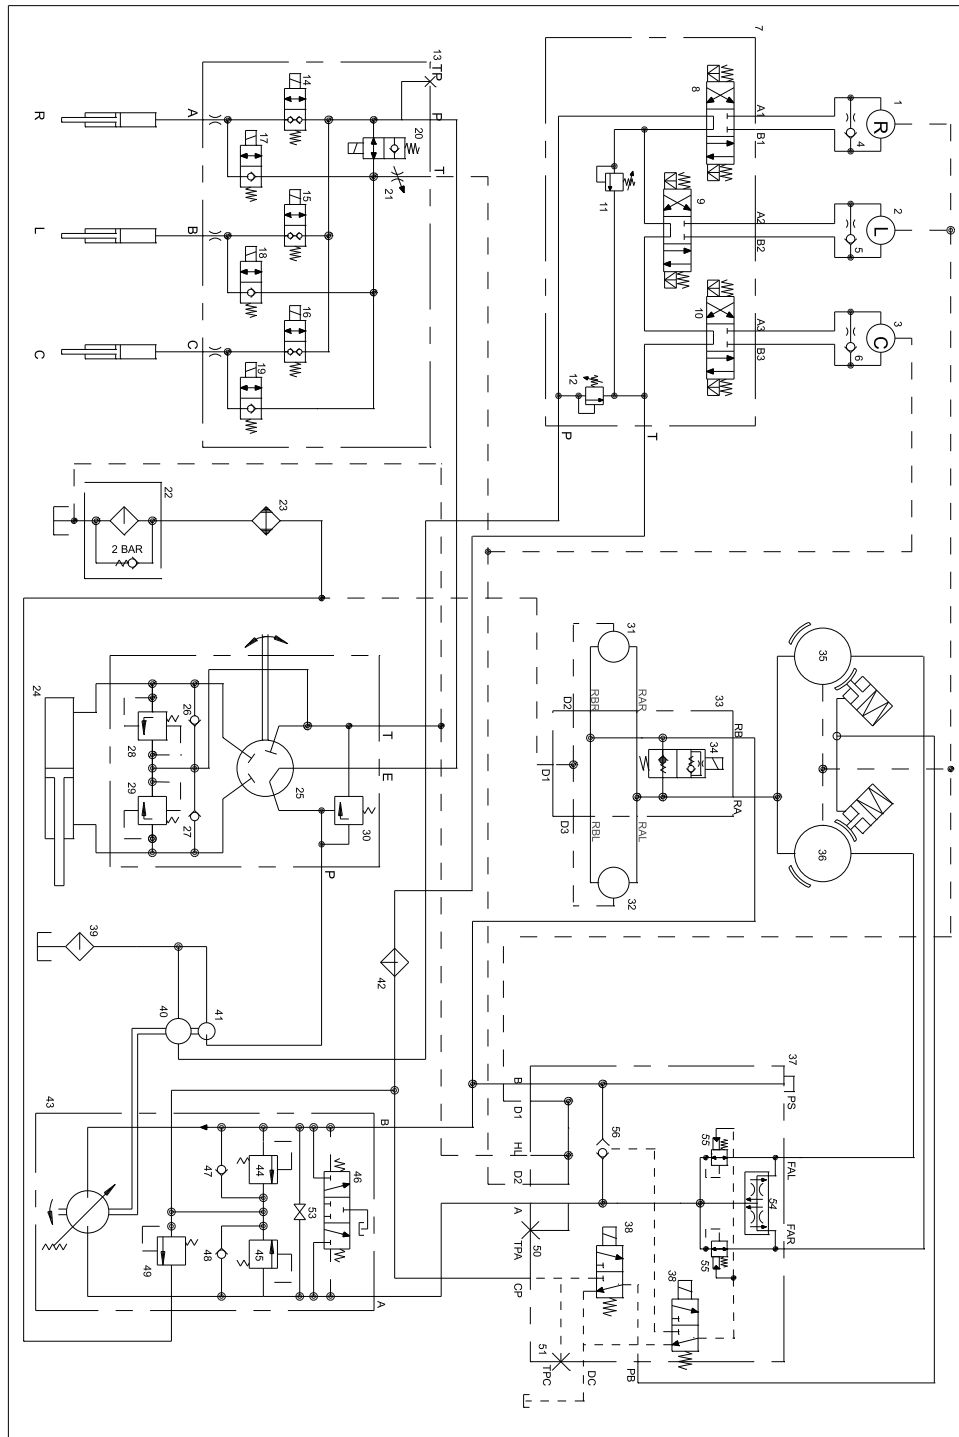 13 TP
7
14
8
A1
1
R
A
17
P
20
R
B1
4
T
21
11
15
9
2
A2
L
L
B
18
B2
5
16
10
3
A3
C
C
C
19
12
B3
6
P
T
22
23
2 BAR
31
35
24
33
D2
RBR
RAR
RB
26
T
34
28
D1
E
29
25
RA
27
30
D3
RBL
RAL
36
P
32
39
42
40
41
37
B
PS
43
D1
B
56
55
FAL
47
44
46
HL
D2
54
53
A
38
FAR
48
45
50
TPA
55
49
CP
38
A
51
TPC
DC
PB